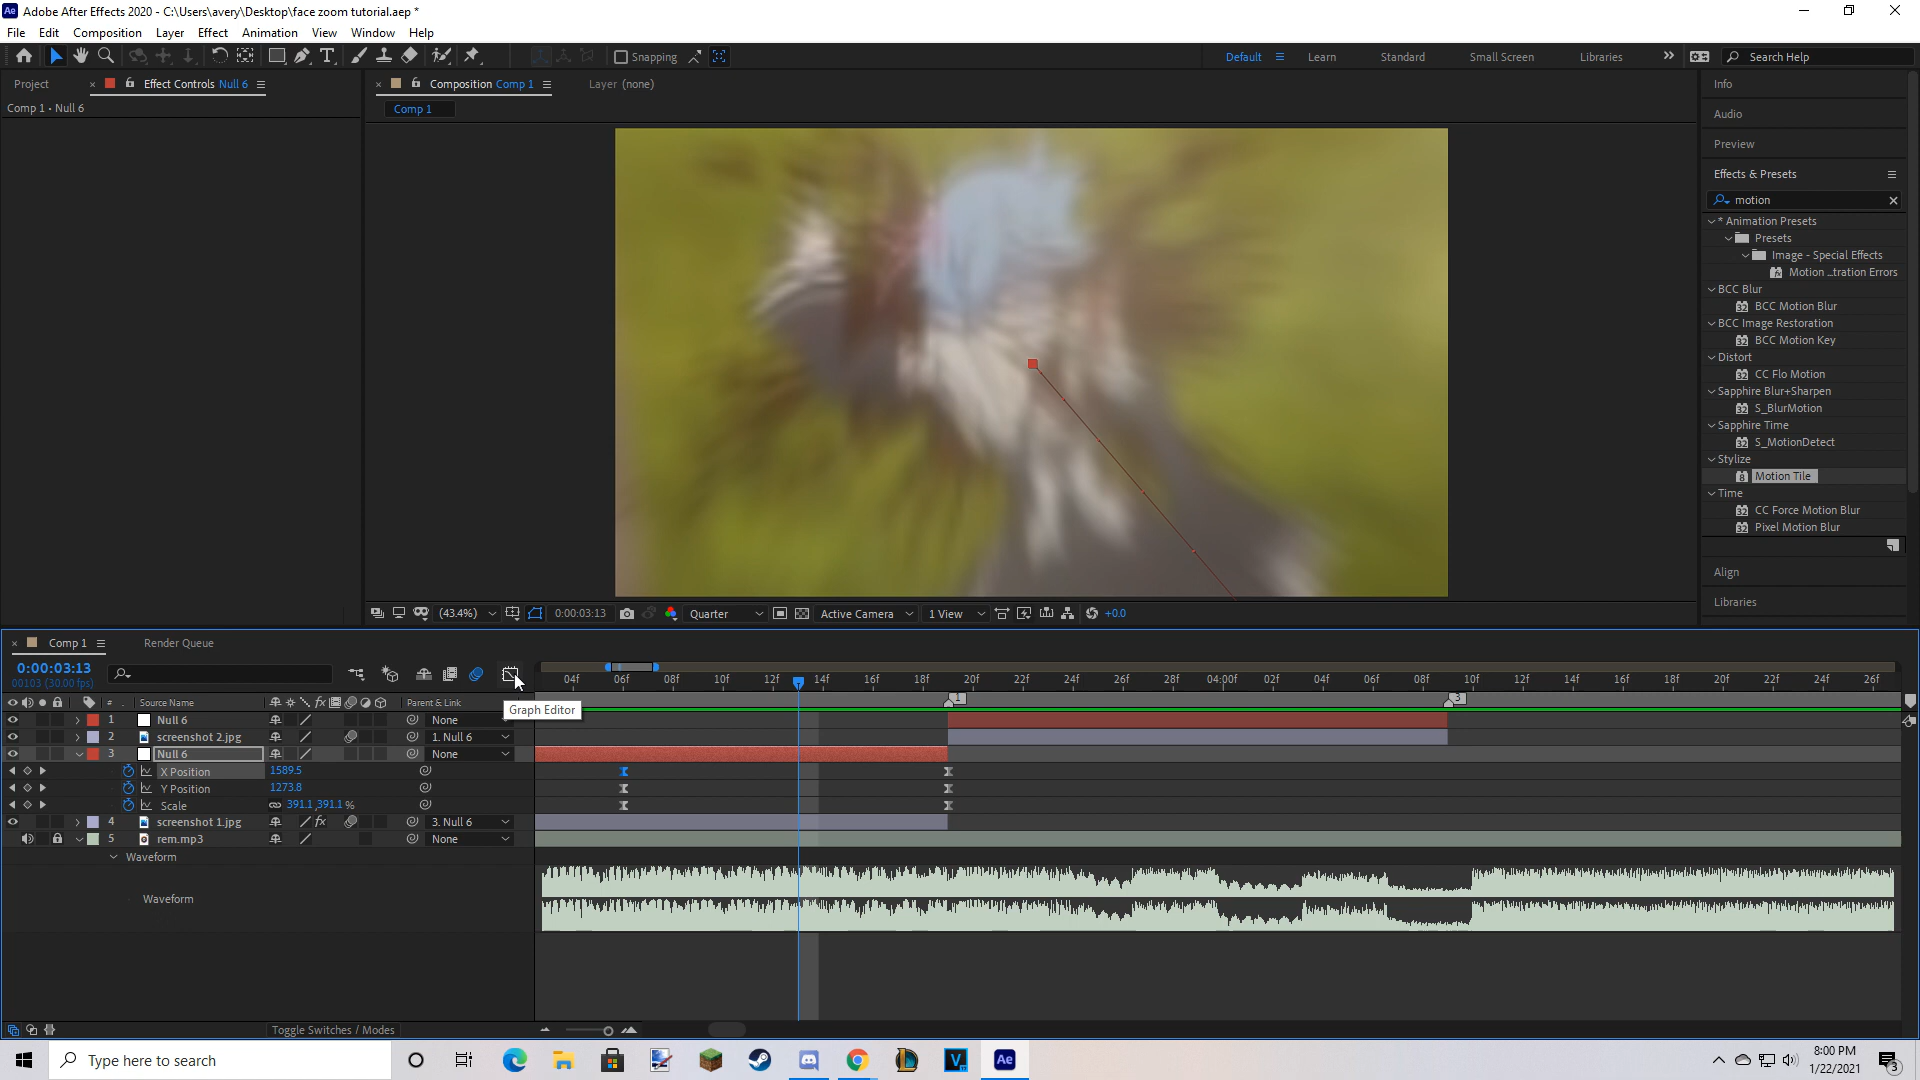 Ae Adobe After Effects 2020 - C:\Users\avery\Desktop\face zoom tutorial.aep *
File Edit Composition Layer Effect Animation View Window Help
Snapping
Default Learn Standard Small Screen Libraries Search Help
Project Effect Controls Null 6
Comp 1 • Null 6
Composition Comp 1 Layer (none)
Comp 1
Info
Audio
Preview
Effects & Presets
motion
* Animation Presets
Presets
Image - Special Effects
Motion ...tration Errors
BCC Blur
BCC Motion Blur
BCC Image Restoration
BCC Motion Key
Distort
CC Flo Motion
Sapphire Blur+Sharpen
S_BlurMotion
Sapphire Time
S_MotionDetect
Stylize
Motion Tile
Time
CC Force Motion Blur
Pixel Motion Blur
Align
Libraries
(43.4%) 0:00:03:13 Quarter Active Camera 1 View +0.0
Comp 1 Render Queue
0:00:03:13
00103 (30.00 fps)
04f 06f 08f 10f 12f 14f 16f 18f 20f 22f 24f 26f 28f 04:00f 02f 04f 06f 08f 10f 12f 14f 16f 18f 20f 22f 24f 26f
# Source Name Parent & Link
1 3
Graph Editor
1 Null 6 None
2 screenshot 2.jpg 1. Null 6
3 Null 6 None
X Position 1589.5
Y Position 1273.8
Scale 391.1,391.1 %
4 screenshot 1.jpg fx 3. Null 6
5 rem.mp3 None
Waveform
Waveform
Toggle Switches / Modes
Type here to search
Ae
8:00 PM
1/22/2021
3